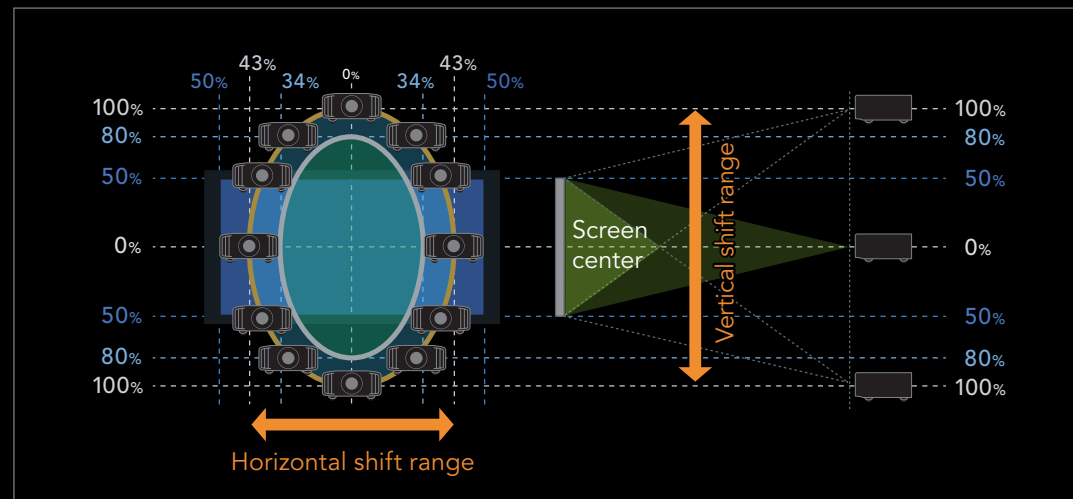 43% 0% 43%
50% 34% 34% 50%
100% 100%
80% 80%
50% 50%
0% Screen center 0%
Vertical shift range
50% 50%
80% 80%
100% 100%
Horizontal shift range